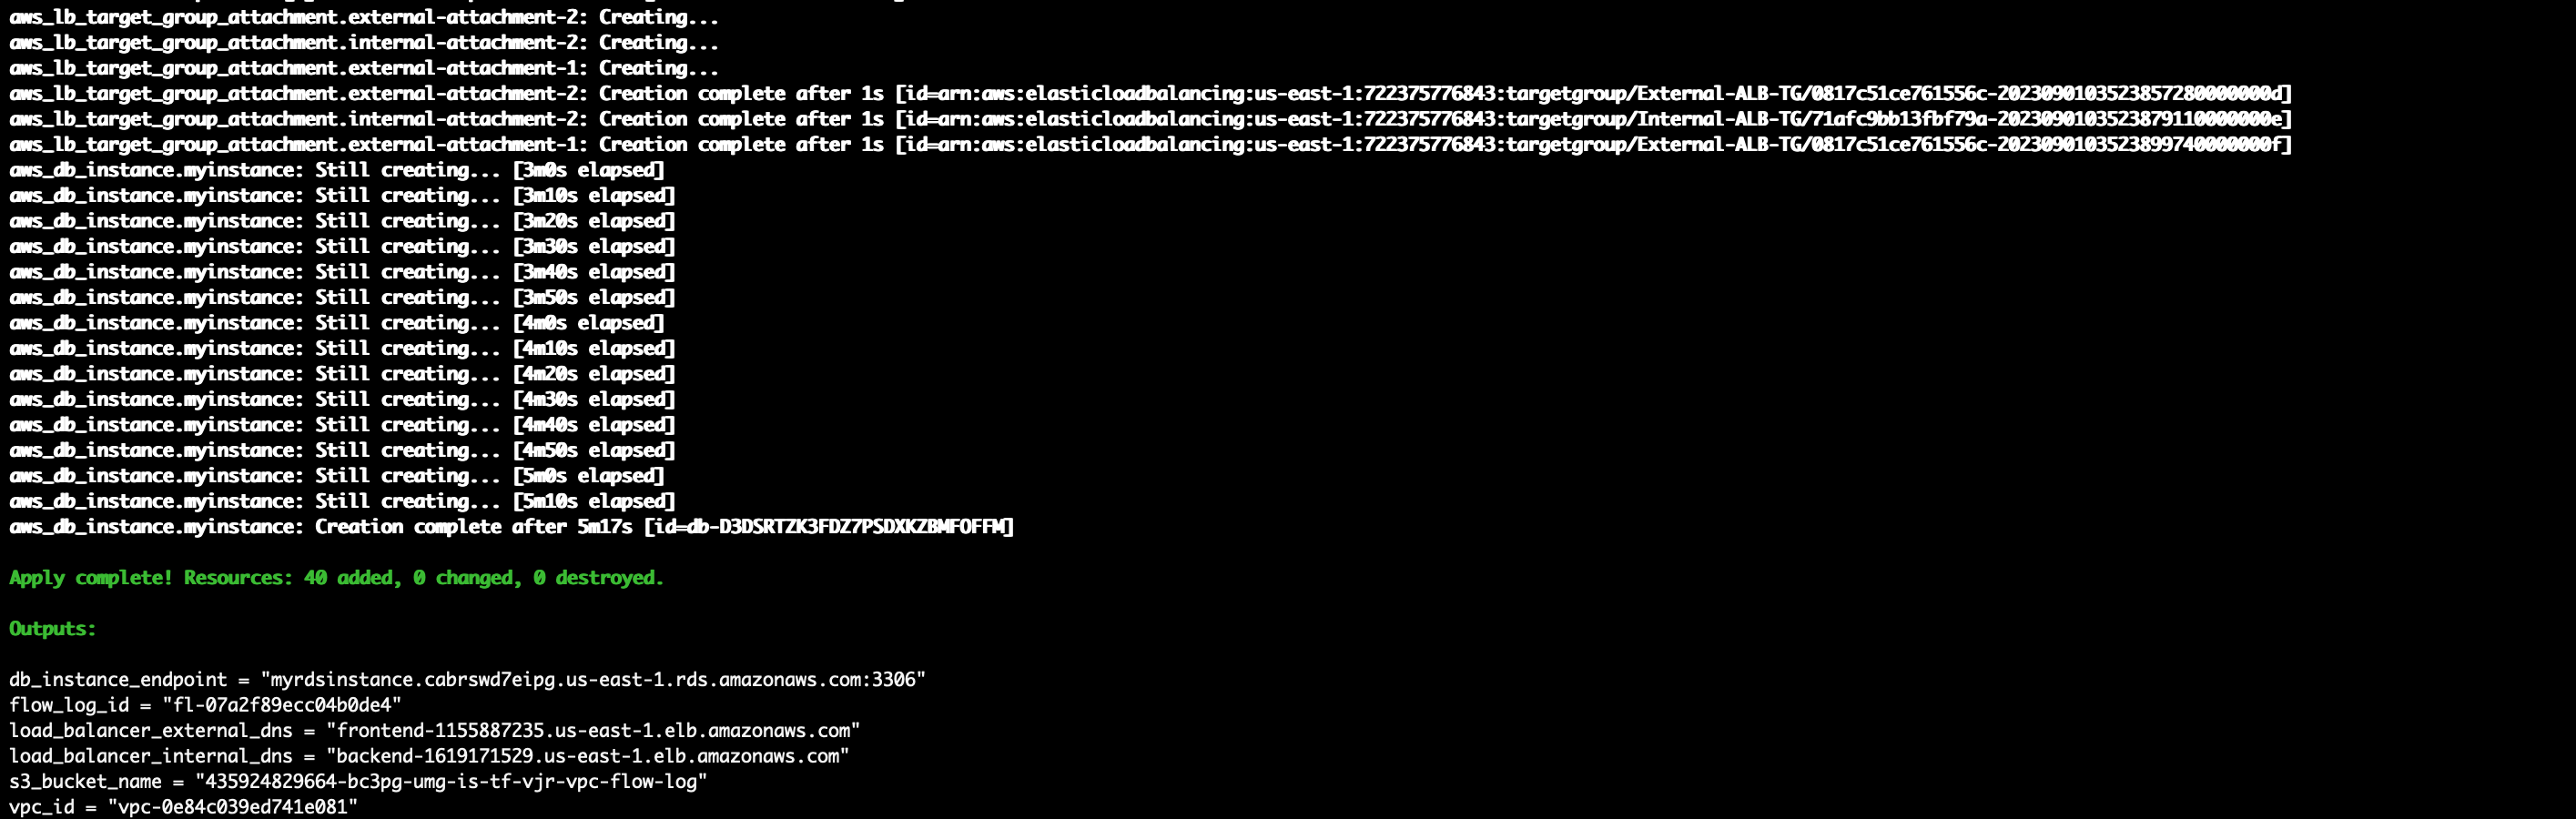 aws_lb_target_group_attachment.external-attachment-2: Creating...
aws_lb_target_group_attachment.internal-attachment-2: Creating...
aws_lb_target_group_attachment.external-attachment-1: Creating...
aws_lb_target_group_attachment.external-attachment-2: Creation complete after 1s [id=arn:aws:elasticloadbalancing:us-east-1:722375776843:targetgroup/External-ALB-TG/0817c51ce761556c-20230901035238572800000000d]
aws_lb_target_group_attachment.internal-attachment-2: Creation complete after 1s [id=arn:aws:elasticloadbalancing:us-east-1:722375776843:targetgroup/Internal-ALB-TG/71afc9bb13fbf79a-20230901035238791100000000e]
aws_lb_target_group_attachment.external-attachment-1: Creation complete after 1s [id=arn:aws:elasticloadbalancing:us-east-1:722375776843:targetgroup/External-ALB-TG/0817c51ce761556c-20230901035238997400000000f]
aws_db_instance.myinstance: Still creating... [3m0s elapsed]
aws_db_instance.myinstance: Still creating... [3m10s elapsed]
aws_db_instance.myinstance: Still creating... [3m20s elapsed]
aws_db_instance.myinstance: Still creating... [3m30s elapsed]
aws_db_instance.myinstance: Still creating... [3m40s elapsed]
aws_db_instance.myinstance: Still creating... [3m50s elapsed]
aws_db_instance.myinstance: Still creating... [4m0s elapsed]
aws_db_instance.myinstance: Still creating... [4m10s elapsed]
aws_db_instance.myinstance: Still creating... [4m20s elapsed]
aws_db_instance.myinstance: Still creating... [4m30s elapsed]
aws_db_instance.myinstance: Still creating... [4m40s elapsed]
aws_db_instance.myinstance: Still creating... [4m50s elapsed]
aws_db_instance.myinstance: Still creating... [5m0s elapsed]
aws_db_instance.myinstance: Still creating... [5m10s elapsed]
aws_db_instance.myinstance: Creation complete after 5m17s [id=db-D3DSRTZK3FDZ7PSDXKZBMFOFFM]
Apply complete! Resources: 40 added, 0 changed, 0 destroyed.
Outputs:
db_instance_endpoint = "myrdsinstance.cabrswd7eipg.us-east-1.rds.amazonaws.com:3306"
flow_log_id = "fl-07a2f89ecc04b0de4"
load_balancer_external_dns = "frontend-1155887235.us-east-1.elb.amazonaws.com"
load_balancer_internal_dns = "backend-1619171529.us-east-1.elb.amazonaws.com"
s3_bucket_name = "435924829664-bc3pg-umg-is-tf-vjr-vpc-flow-log"
vpc_id = "vpc-0e84c039ed741e081"